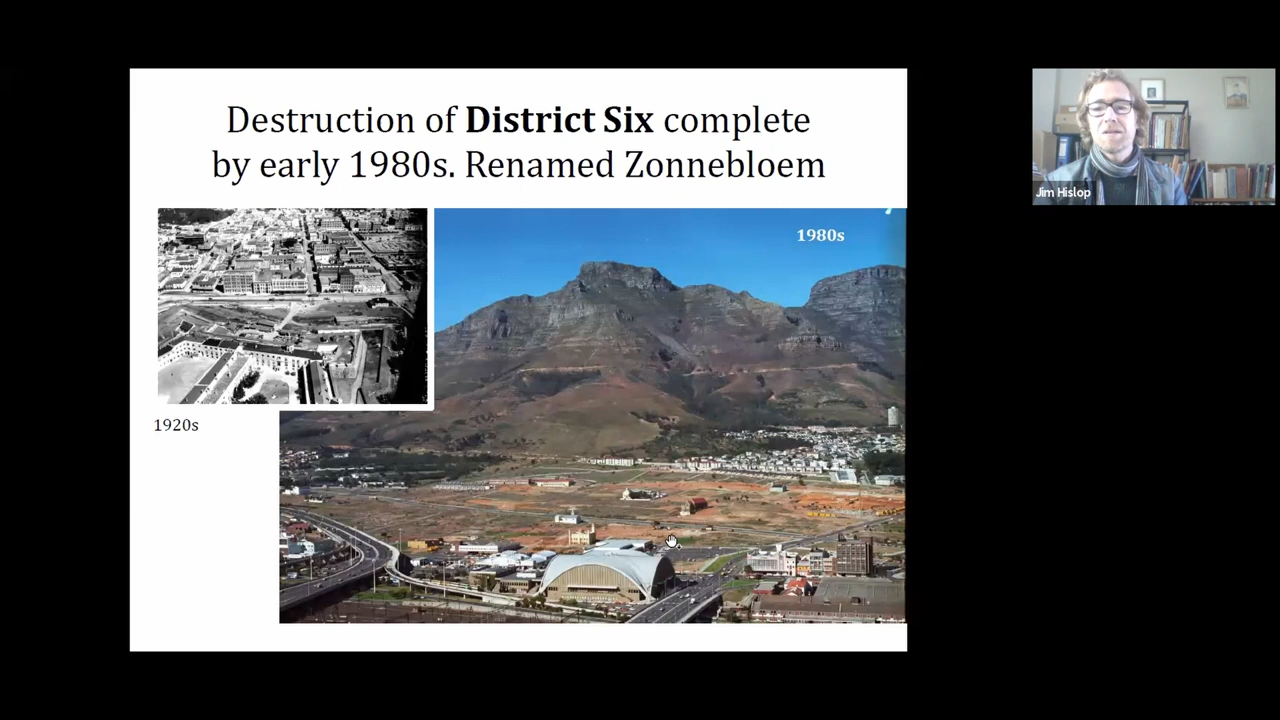 Destruction of District Six complete
by early 1980s. Renamed Zonnebloem
1980s
1920s
Jim Hislop